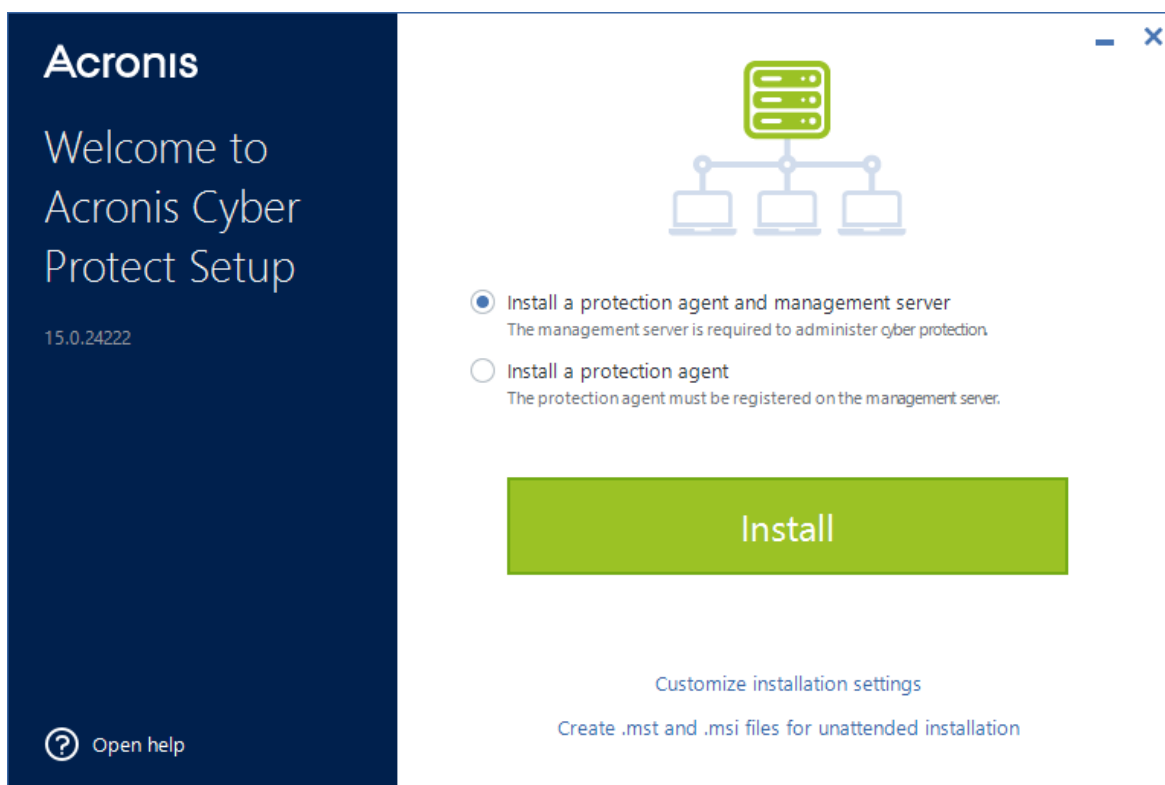 Acronis
Welcome to
Acronis Cyber
Protect Setup
15.0.24222
Open help
Install a protection agent and management server
The management server is required to administer cyber protection.
Install a protection agent
The protection agent must be registered on the management server.
Install
Customize installation settings
Create .mst and .msi files for unattended installation